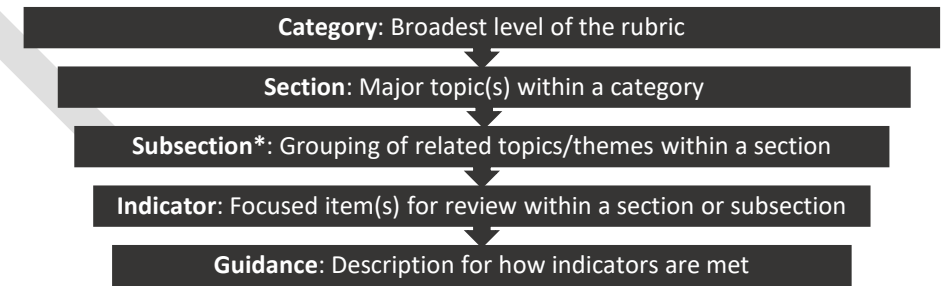 Category: Broadest level of the rubric
Section: Major topic(s) within a category
Subsection*: Grouping of related topics/themes within a section
Indicator: Focused item(s) for review within a section or subsection
Guidance: Description for how indicators are met